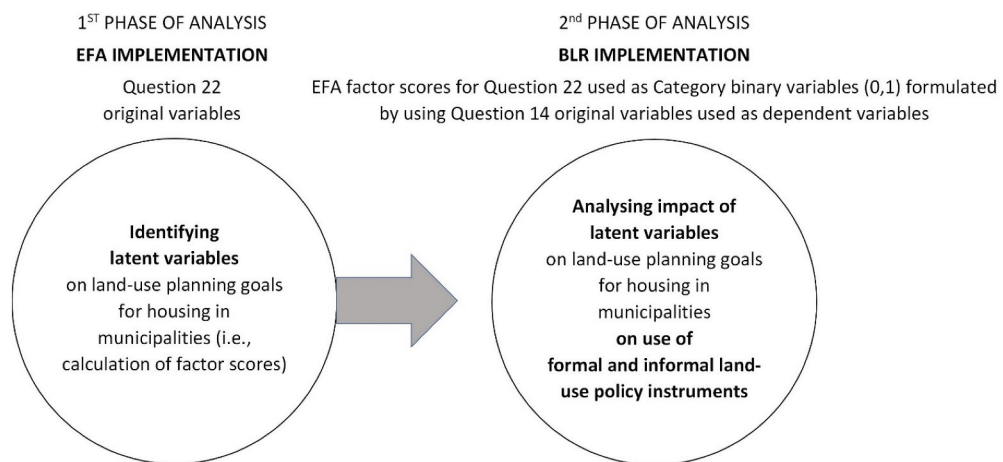 1ST PHASE OF ANALYSIS
EFA IMPLEMENTATION
Question 22
original variables
Identifying
latent variables
on land-use planning goals
for housing in
municipalities (i.e.,
calculation of factor scores)
2nd PHASE OF ANALYSIS
BLR IMPLEMENTATION
EFA factor scores for Question 22 used as Category binary variables (0,1) formulated
by using Question 14 original variables used as dependent variables
Analysing impact of
latent variables
on land-use planning goals
for housing in
municipalities
on use of
formal and informal land-
use policy instruments